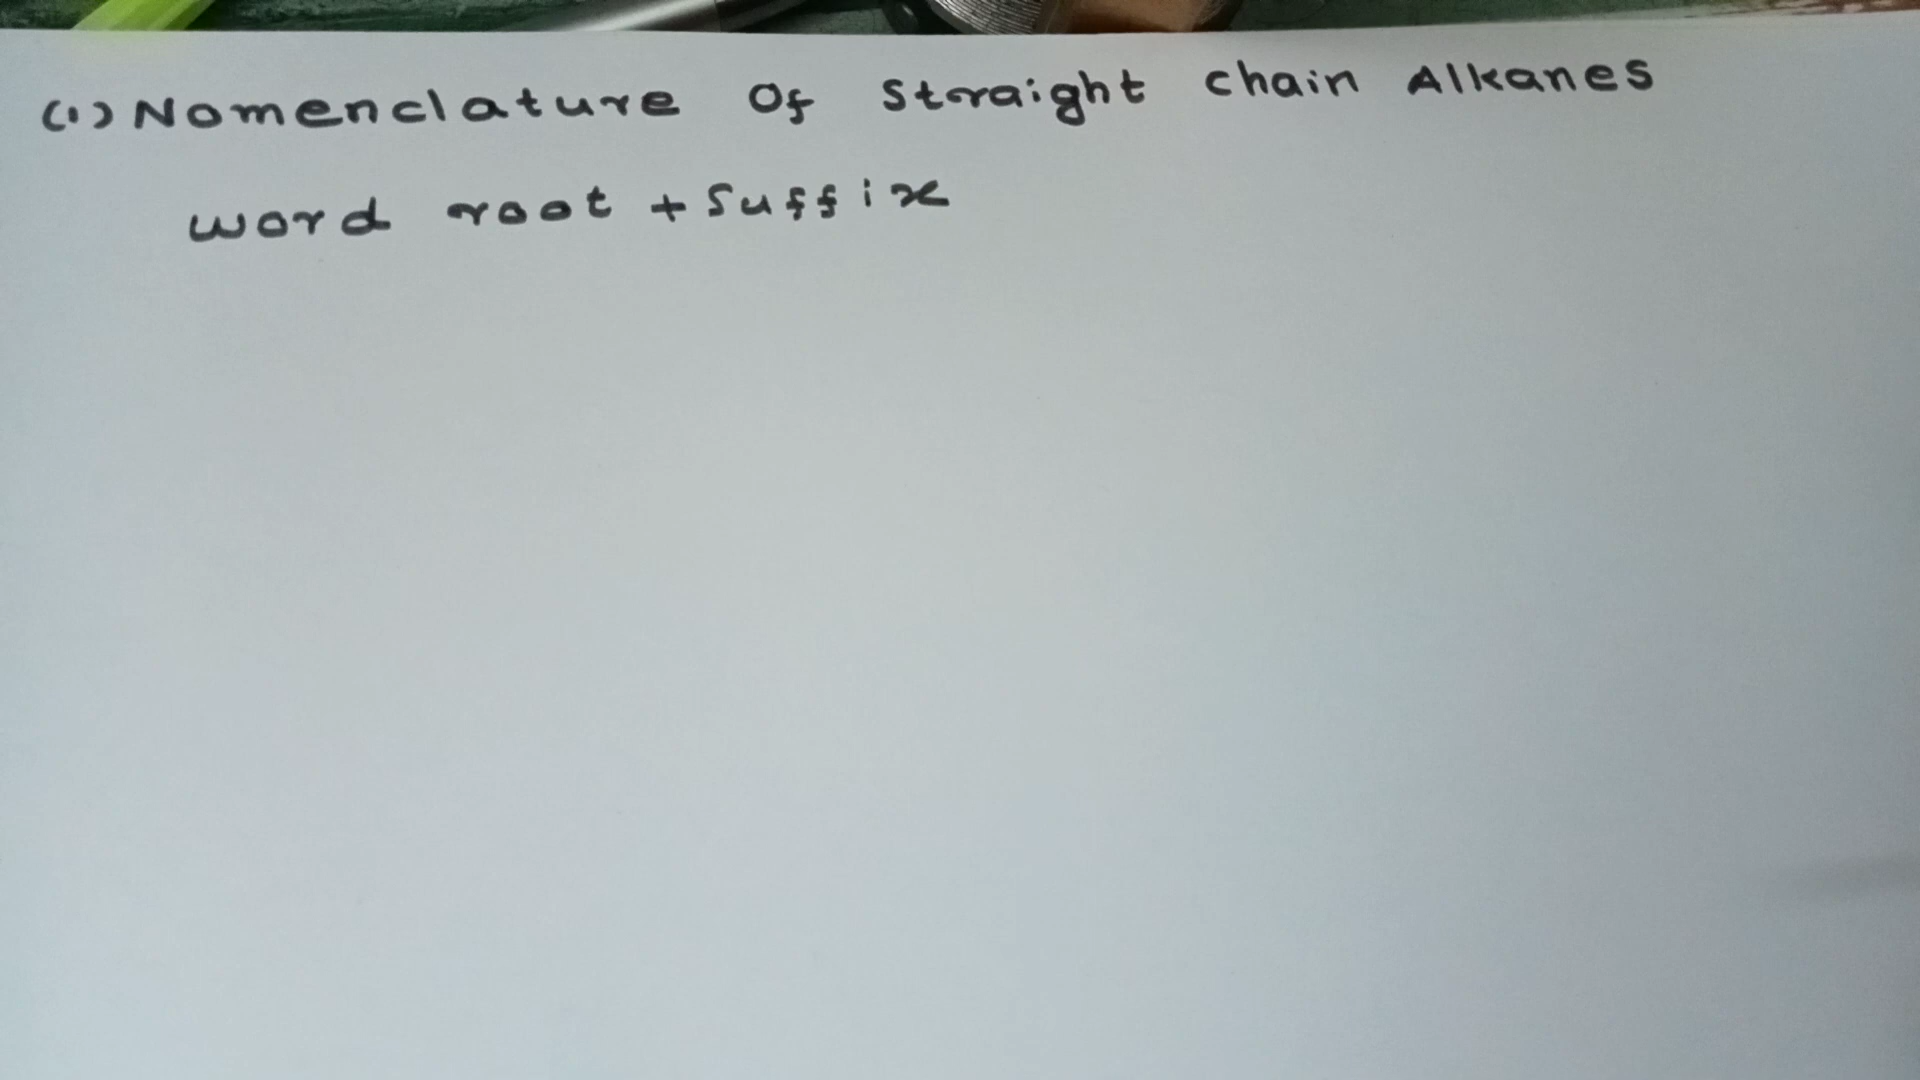 (1) Nomenclature Of Straight chain Alkanes
word root + Suffix